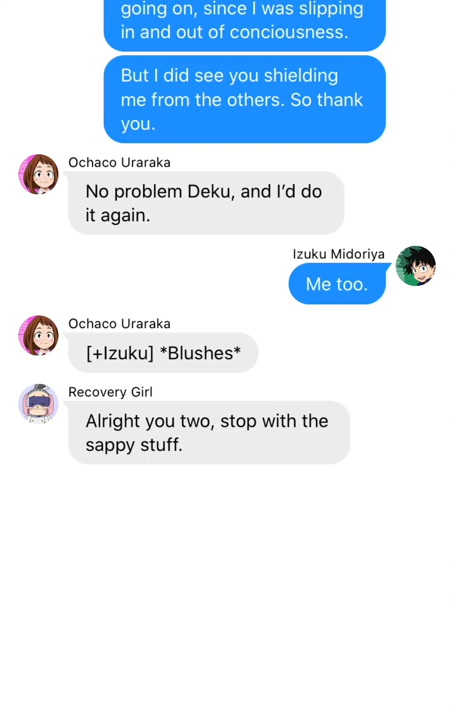 going on, since I was slipping
in and out of conciousness.
But I did see you shielding
me from the others. So thank
you.
Ochaco Uraraka
No problem Deku, and I’d do
it again.
Izuku Midoriya
Me too.
Ochaco Uraraka
[+Izuku] *Blushes*
Recovery Girl
Alright you two, stop with the
sappy stuff.